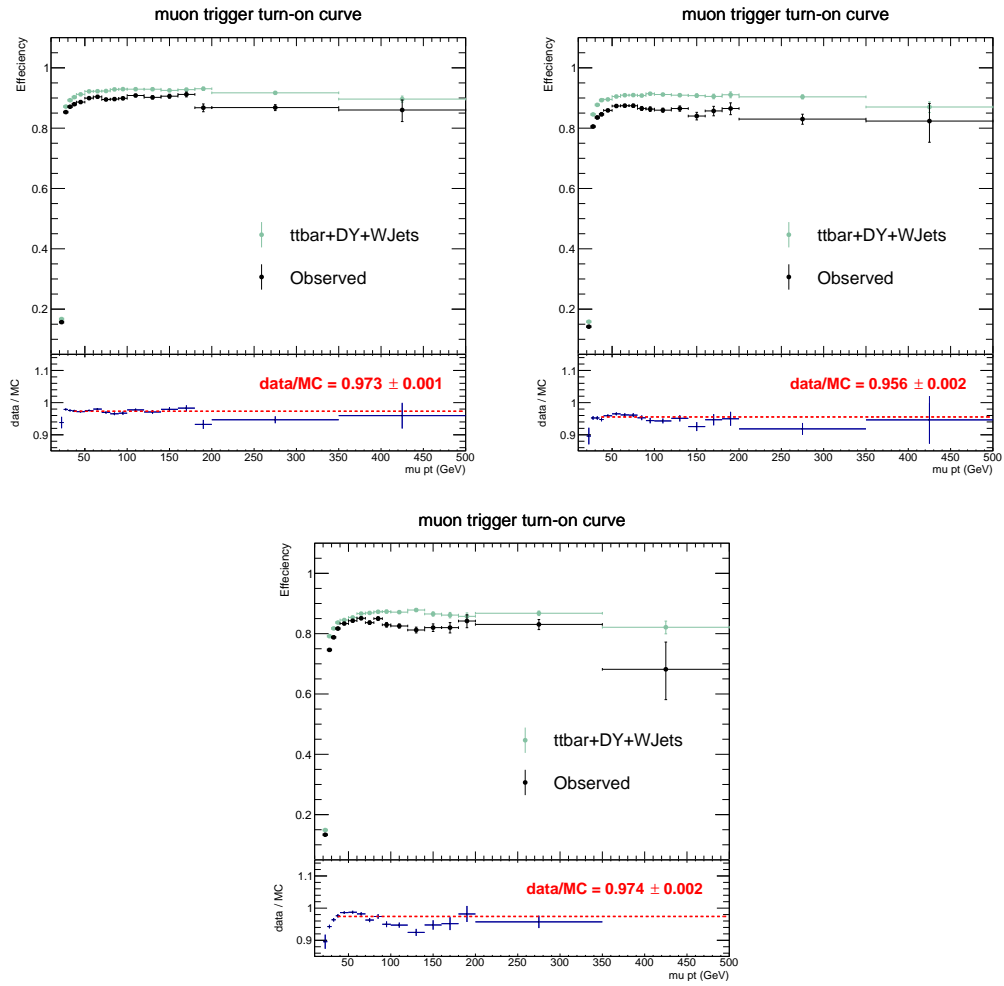 muon trigger turn-on curve
Effeciency
1
0.8
0.6
0.4
0.2
ttbar+DY+WJets
Observed
data / MC
1.1
1
0.9
data/MC = 0.973 ± 0.001
50 100 150 200 250 300 350 400 450 500
mu pt (GeV)
muon trigger turn-on curve
Effeciency
1
0.8
0.6
0.4
0.2
ttbar+DY+WJets
Observed
data / MC
1.1
1
0.9
data/MC = 0.956 ± 0.002
50 100 150 200 250 300 350 400 450 500
mu pt (GeV)
muon trigger turn-on curve
Effeciency
1
0.8
0.6
0.4
0.2
ttbar+DY+WJets
Observed
data / MC
1.1
1
0.9
data/MC = 0.974 ± 0.002
50 100 150 200 250 300 350 400 450 500
mu pt (GeV)